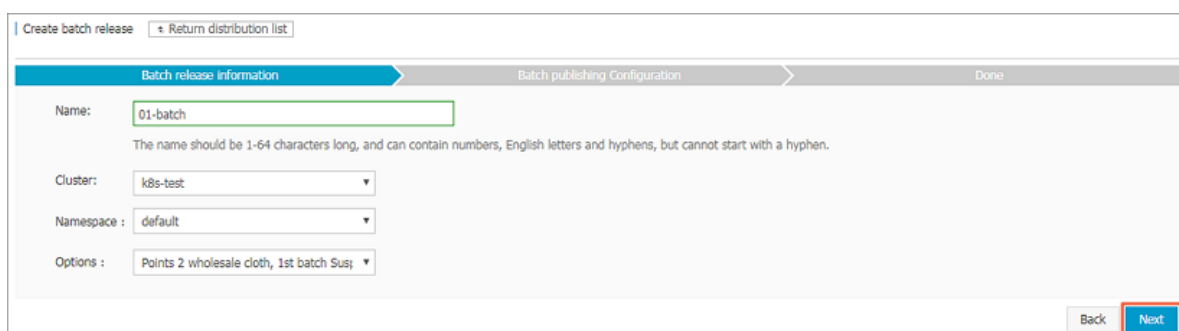 Create batch release
Return distribution list
Batch release information
Batch publishing Configuration
Done
Name:
01-batch
The name should be 1-64 characters long, and can contain numbers, English letters and hyphens, but cannot start with a hyphen.
Cluster:
k8s-test
Namespace :
default
Options :
Points 2 wholesale cloth, 1st batch
Back
Next